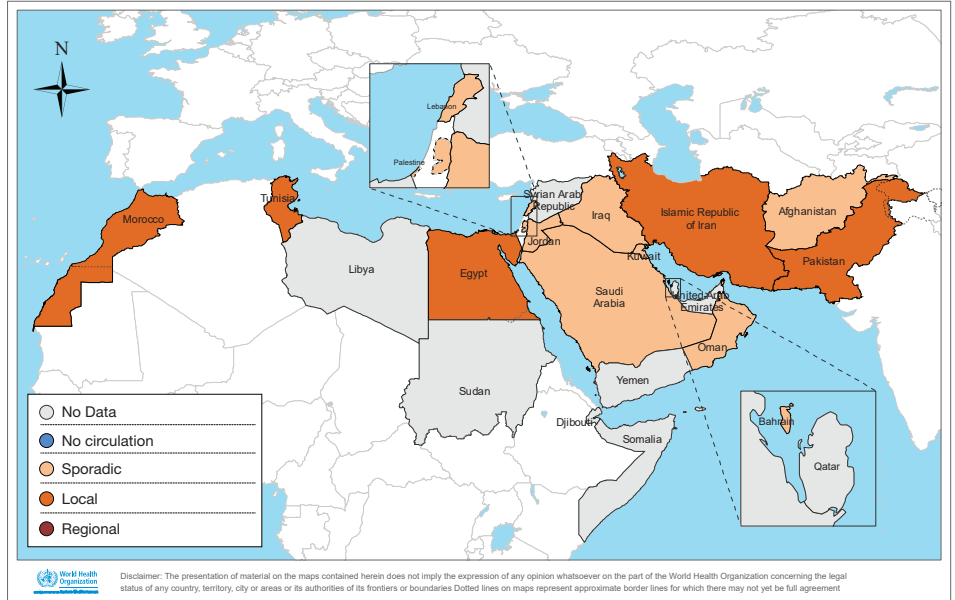 N
Lebanon
Palestine
Tunisia
Morocco
Syrian Arab
Republic
Iraq
Islamic Republic
of Iran
Afghanistan
Jordan
Kuwait
Pakistan
Libya
Egypt
Saudi
Arabia
United Arab
Emirates
Oman
Yemen
Sudan
Djibouti
Somalia
Bahrain
Qatar
No Data
No circulation
Sporadic
Local
Regional
World Health
Organization
Disclaimer: The presentation of material on the maps contained herein does not imply the expression of any opinion whatsoever on the part of the World Health Organization concerning the legal
status of any country, territory, city or areas or its authorities of its frontiers or boundaries Dotted lines on maps represent approximate border lines for which there may not yet be full agreement